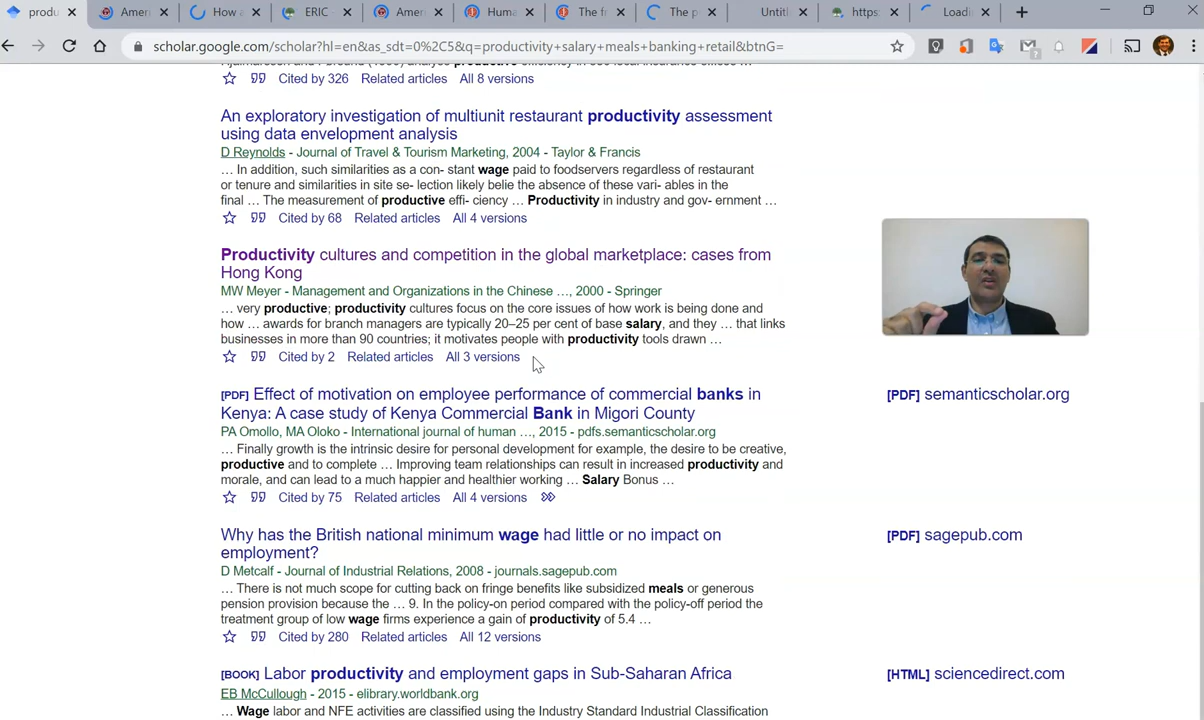 produ
Ameri
How a
ERIC -
Amer
Huma
The fr
The p
Untitl
https:
Loadi
scholar.google.com/scholar?hl=en&as_sdt=0%2C5&q=productivity+salary+meals+banking+retail&btnG=
Cited by 326 Related articles All 8 versions
An exploratory investigation of multiunit restaurant productivity assessment
using data envelopment analysis
D Reynolds - Journal of Travel & Tourism Marketing, 2004 - Taylor & Francis
… In addition, such similarities as a con- stant wage paid to foodservers regardless of restaurant
or tenure and similarities in site se- lection likely belie the absence of these vari- ables in the
final … The measurement of productive effi- ciency … Productivity in industry and gov- ernment …
Cited by 68 Related articles All 4 versions
Productivity cultures and competition in the global marketplace: cases from
Hong Kong
MW Meyer - Management and Organizations in the Chinese …, 2000 - Springer
… very productive; productivity cultures focus on the core issues of how work is being done and
how … awards for branch managers are typically 20–25 per cent of base salary, and they … that links
businesses in more than 90 countries; it motivates people with productivity tools drawn …
Cited by 2 Related articles All 3 versions
[PDF] Effect of motivation on employee performance of commercial banks in
Kenya: A case study of Kenya Commercial Bank in Migori County
[PDF] semanticscholar.org
PA Omollo, MA Oloko - International journal of human …, 2015 - pdfs.semanticscholar.org
… Finally growth is the intrinsic desire for personal development for example, the desire to be creative,
productive and to complete … Improving team relationships can result in increased productivity and
morale, and can lead to a much happier and healthier working … Salary Bonus …
Cited by 75 Related articles All 4 versions
Why has the British national minimum wage had little or no impact on
employment?
[PDF] sagepub.com
D Metcalf - Journal of Industrial Relations, 2008 - journals.sagepub.com
… There is not much scope for cutting back on fringe benefits like subsidized meals or generous
pension provision because the … 9. In the policy-on period compared with the policy-off period the
treatment group of low wage firms experience a gain of productivity of 5.4 …
Cited by 280 Related articles All 12 versions
[BOOK] Labor productivity and employment gaps in Sub-Saharan Africa
[HTML] sciencedirect.com
EB McCullough - 2015 - elibrary.worldbank.org
… Wage labor and NFE activities are classified using the Industry Standard Industrial Classification